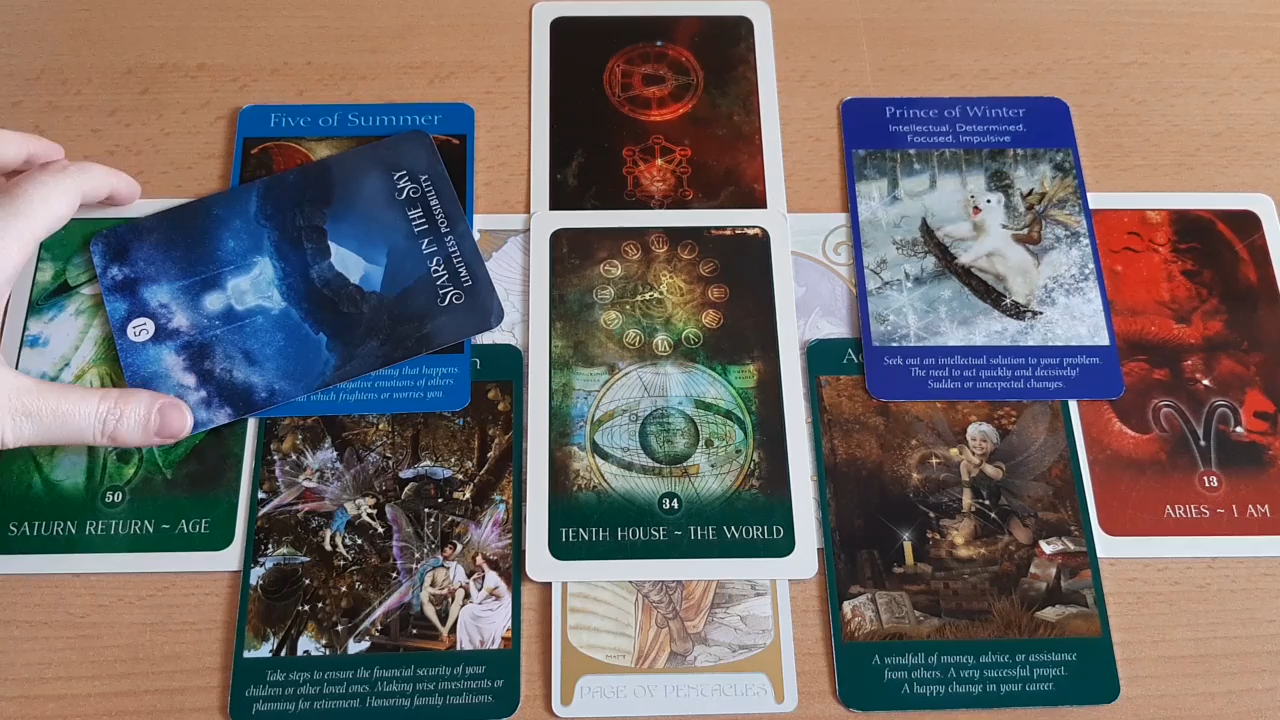 Five of Summer
STARS IN THE SKY
LIMITLESS POSSIBILITY
51
that happens.
negative emotions of others
which frightens or worries you.
50
SATURN RETURN ~ AGE
Take steps to ensure the financial security of your
children or other loved ones. Making wise investments or
planning for retirement. Honoring family traditions.
XII
VI
34
TENTH HOUSE ~ THE WORLD
PAGE OF PENTACLES
Prince of Winter
Intellectual, Determined,
Focused, Impulsive
Seek out an intellectual solution to your problem.
The need to act quickly and decisively!
Sudden or unexpected changes.
A windfall of money, advice, or assistance
from others. A very successful project.
A happy change in your career.
13
ARIES ~ I AM